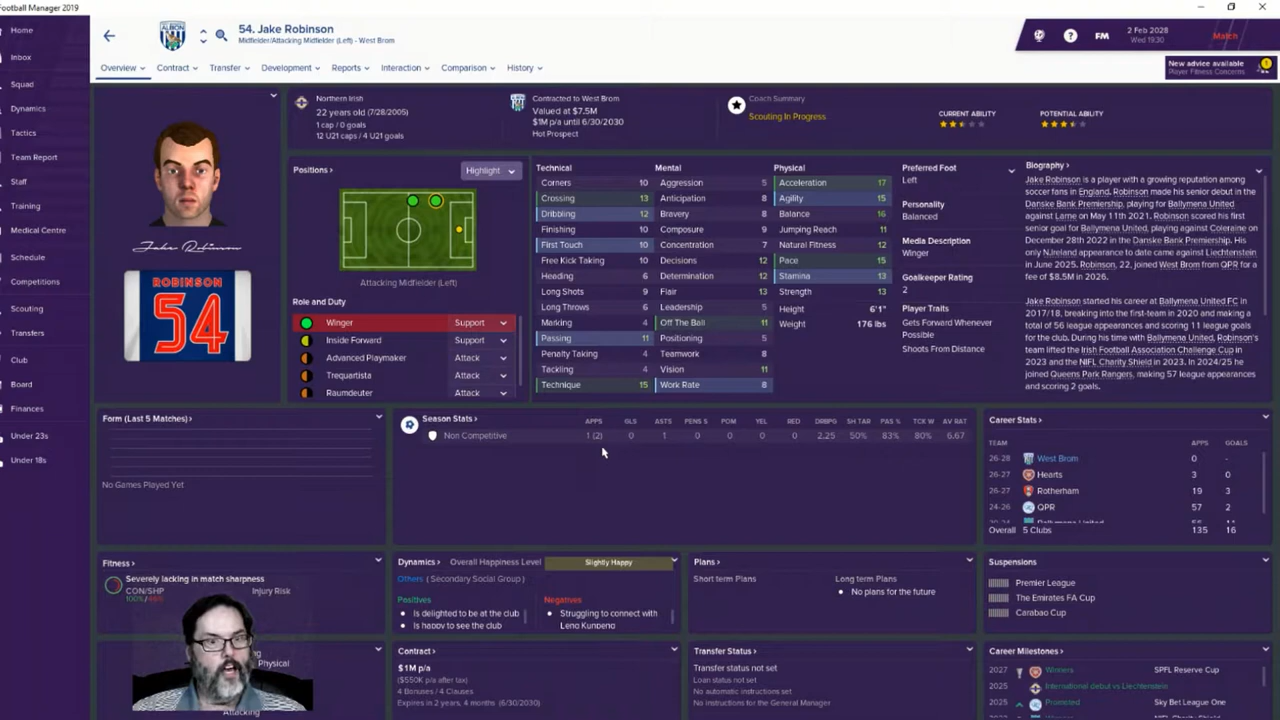 Football Manager 2019
Home
Inbox
Squad
Dynamics
Tactics
Team Report
Staff
Training
Medical Centre
Schedule
Competitions
Scouting
Transfers
Club
Board
Finances
Under 23s
Under 18s
ALBION
54. Jake Robinson
Midfielder/Attacking Midfielder (Left) - West Brom
FM
2 Feb 2028
Wed 19:30
Match
New advice available
Player Fitness Concerns
Overview
Contract
Transfer
Development
Reports
Interaction
Comparison
History
Jake Robinson
ROBINSON
54
Northern Irish
22 years old (7/28/2005)
1 cap / 0 goals
12 U21 caps / 4 U21 goals
Contracted to West Brom
Valued at $7.5M
$1M p/a until 6/30/2030
Hot Prospect
Coach Summary
Scouting In Progress
CURRENT ABILITY
POTENTIAL ABILITY
Positions >
Highlight
Attacking Midfielder (Left)
Role and Duty
Winger Support
Inside Forward Support
Advanced Playmaker Attack
Trequartista Attack
Raumdeuter Attack
Technical
Corners 10
Crossing 13
Dribbling 12
Finishing 10
First Touch 10
Free Kick Taking 10
Heading 6
Long Shots 9
Long Throws 6
Marking 4
Passing 11
Penalty Taking 4
Tackling 4
Technique 15
Mental
Aggression 5
Anticipation 8
Bravery 8
Composure 9
Concentration 7
Decisions 12
Determination 12
Flair 13
Leadership 5
Off The Ball 11
Positioning 5
Teamwork 8
Vision 11
Work Rate 8
Physical
Acceleration 17
Agility 15
Balance 16
Jumping Reach 11
Natural Fitness 12
Pace 15
Stamina 13
Strength 13
Height 6'1"
Weight 176 lbs
Preferred Foot
Left
Personality
Balanced
Media Description
Winger
Goalkeeper Rating
2
Player Traits
Gets Forward Whenever
Possible
Shoots From Distance
Biography >
Jake Robinson is a player with a growing reputation among
soccer fans in England. Robinson made his senior debut in the
Danske Bank Premiership, playing for Ballymena United
against Larne on May 11th 2021. Robinson scored his first
senior goal for Ballymena United, playing against Coleraine on
December 28th 2022 in the Danske Bank Premiership. His
only N.Ireland appearance to date came against Liechtenstein
in June 2025. Robinson, 22, joined West Brom from QPR for a
fee of $8.5M in 2026.
Jake Robinson started his career at Ballymena United FC in
2017/18, breaking into the first-team in 2020 and making a
total of 56 league appearances and scoring 11 league goals
for the club. During his time with Ballymena United, Robinson's
team lifted the Irish Football Association Challenge Cup in
2023 and the NIFL Charity Shield in 2023. In 2024/25 he
joined Queens Park Rangers, making 57 league appearances
and scoring 2 goals.
Form (Last 5 Matches) >
No Games Played Yet
Season Stats >
APPS GLS ASTS PENS S POM YEL RED DRBPG SH TAR PAS % TCK W AV RAT
Non Competitive 1 (2) 0 1 0 0 0 0 2.25 50% 83% 80% 6.67
Career Stats >
TEAM APPS GOALS
26-28 West Brom 0 -
26-27 Hearts 3 0
26-27 Rotherham 19 3
24-26 QPR 57 2
Overall 5 Clubs 135 16
Fitness >
Severely lacking in match sharpness
CON/SHP
Injury Risk
Physical
Attacking
Dynamics > Overall Happiness Level Slightly Happy
Others (Secondary Social Group)
Positives
Is delighted to be at the club
Is happy to see the club
Negatives
Struggling to connect with
Plans >
Short term Plans
Long term Plans
No plans for the future
Suspensions
Premier League
The Emirates FA Cup
Carabao Cup
Contract >
$1M p/a
($550K p/a after tax)
4 Bonuses / 4 Clauses
Expires in 2 years, 4 months (6/30/2030)
Transfer Status >
Transfer status not set
Loan status not set
No automatic instructions set
No instructions for the General Manager
Career Milestones >
2027 Winners SPFL Reserve Cup
2025 International debut vs Liechtenstein
2025 Promoted Sky Bet League One